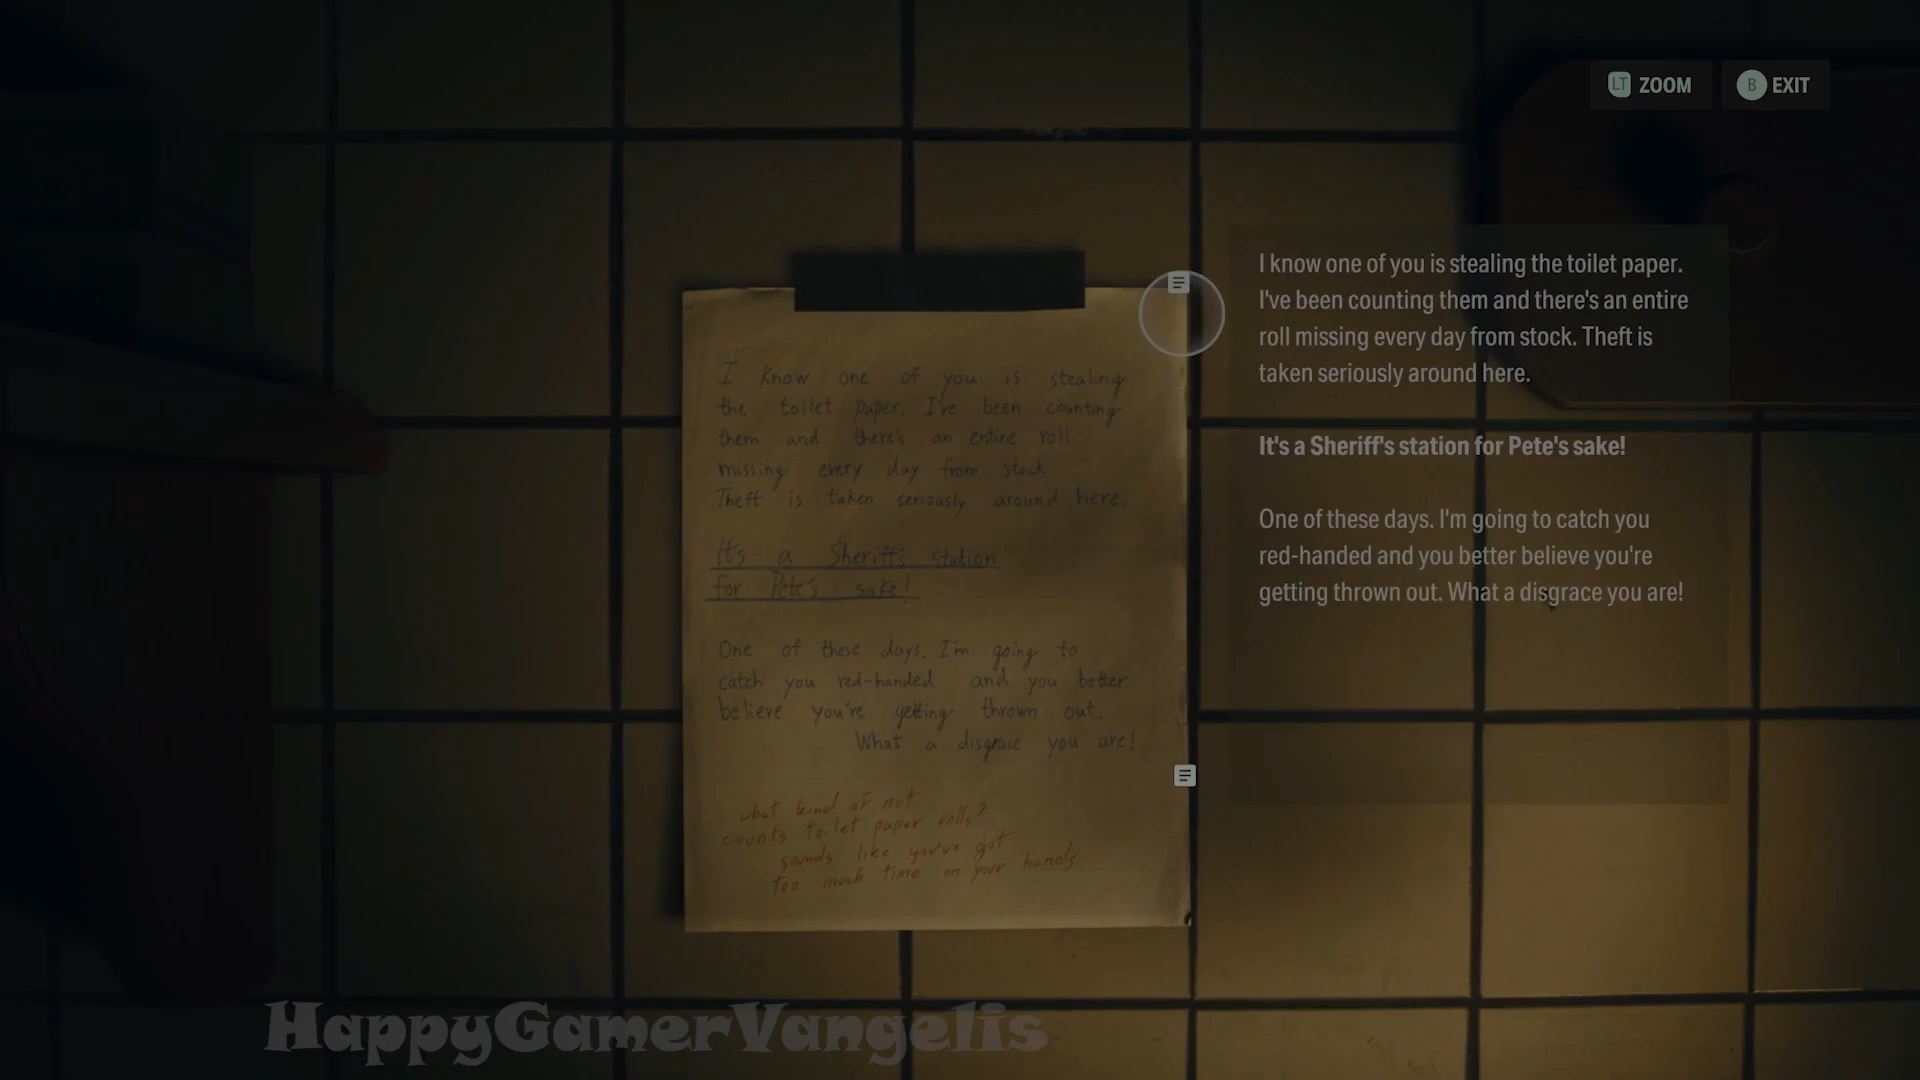 LT ZOOM
B EXIT
I know one of you is stealing
the toilet paper. I've been counting
them and there's an entire roll
missing every day from stock.
Theft is taken seriously around here.
It's a Sheriff's station
for Pete's sake!
One of these days. I'm going to
catch you red-handed and you better
believe you're getting thrown out.
What a disgrace you are!
what kind of nut
counts toilet paper rolls?
sounds like you've got
too much time on your hands
I know one of you is stealing the toilet paper.
I've been counting them and there's an entire
roll missing every day from stock. Theft is
taken seriously around here.
It's a Sheriff's station for Pete's sake!
One of these days. I'm going to catch you
red-handed and you better believe you're
getting thrown out. What a disgrace you are!
HappyGamerVangelis